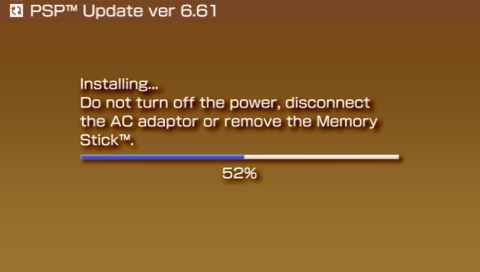 PSP™ Update ver 6.61
Installing...
Do not turn off the power, disconnect
the AC adaptor or remove the Memory
Stick™.
52%